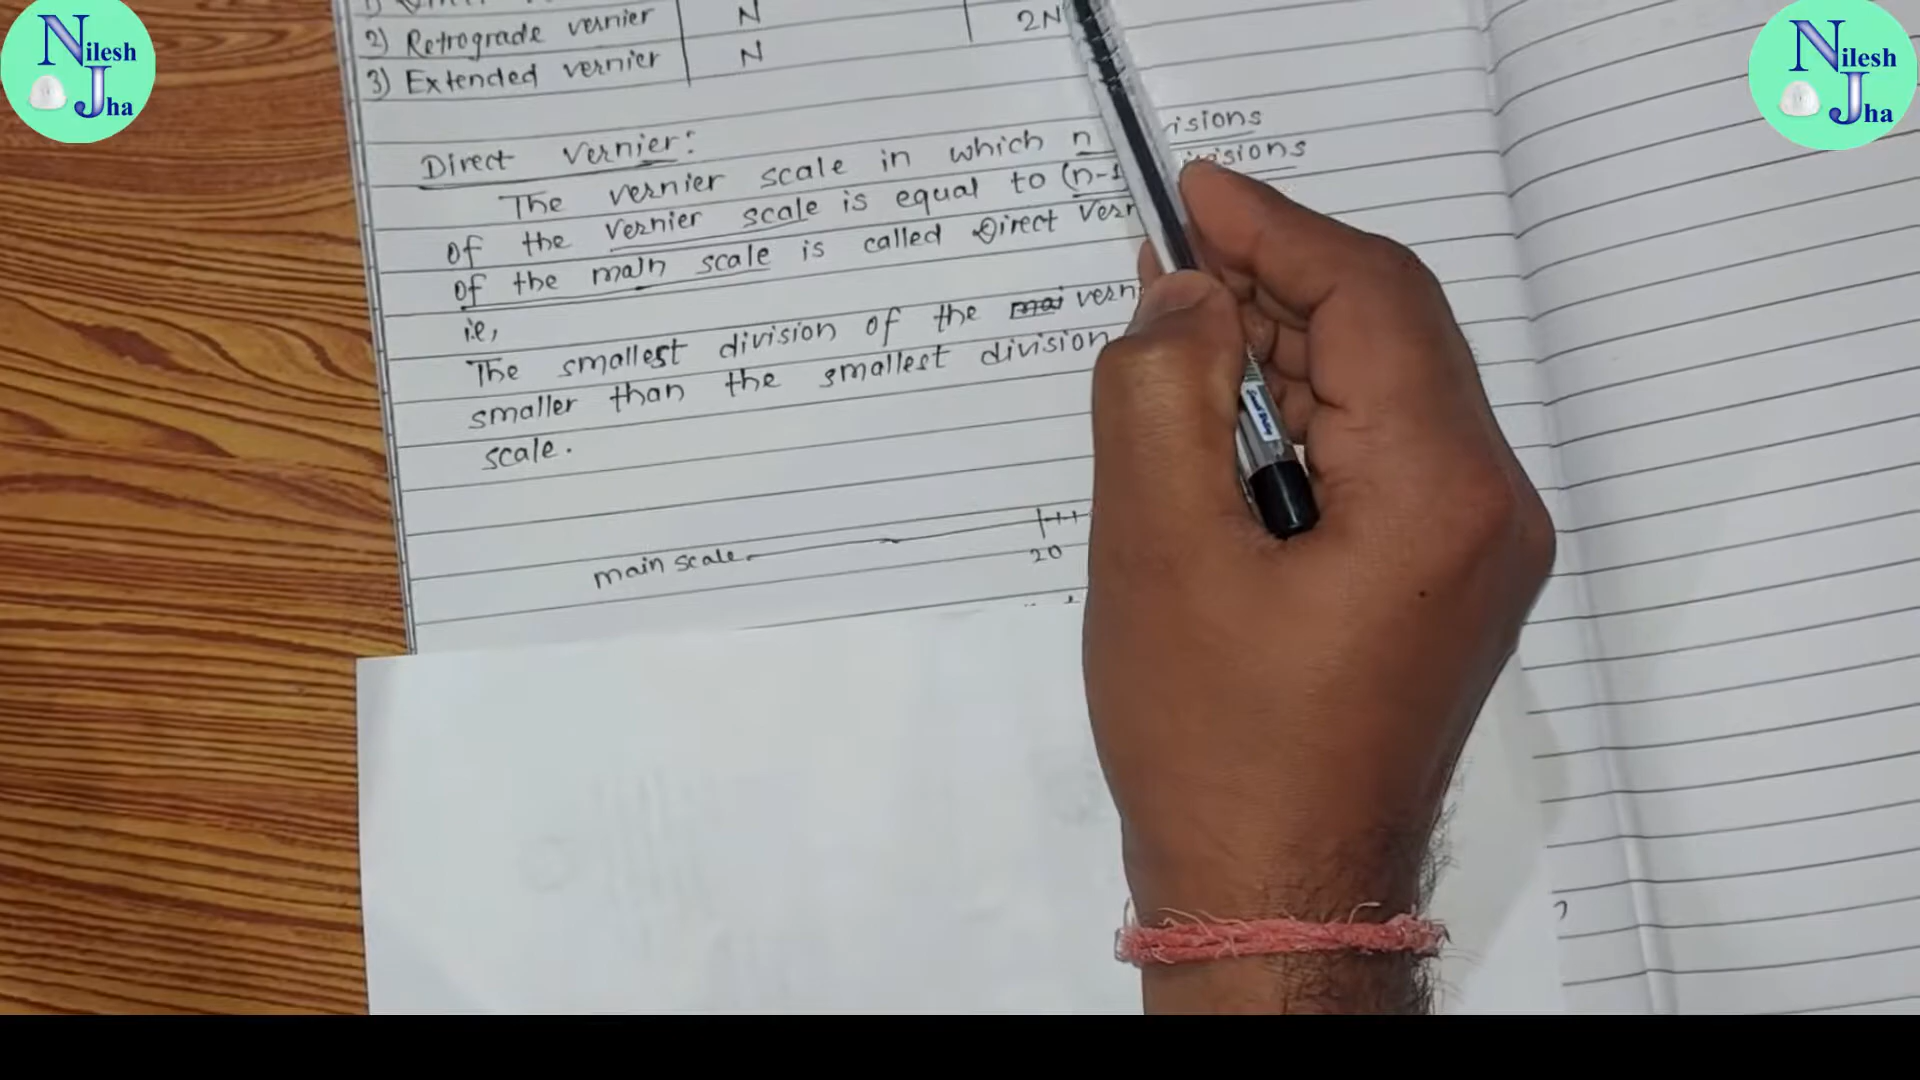 Nilesh Jha
Nilesh Jha
2) Retrograde vernier N 2N
3) Extended vernier N
Direct Vernier:
The vernier scale in which n
Of the vernier scale is equal to (n-1
of the main scale is called Direct
i.e,
The smallest division of the
smaller than the smallest division
scale.
main scale
20